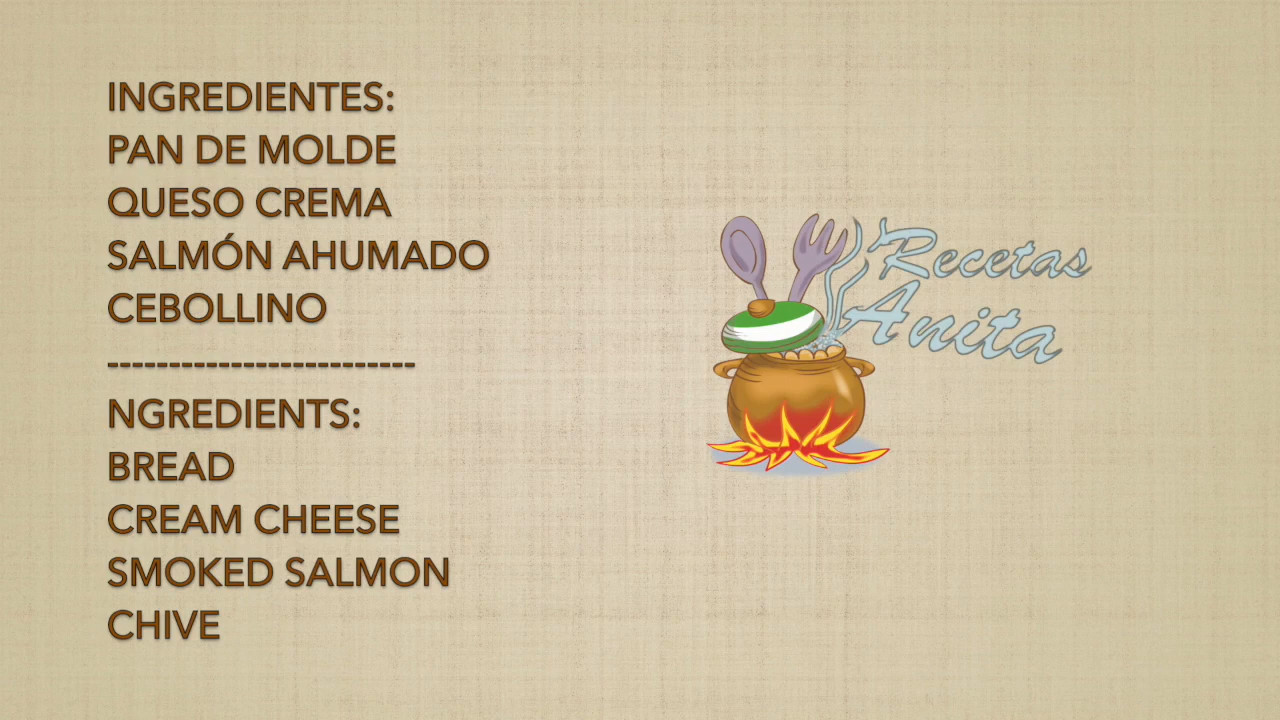 INGREDIENTES:
PAN DE MOLDE
QUESO CREMA
SALMÓN AHUMADO
CEBOLLINO
-------------------------
NGREDIENTS:
BREAD
CREAM CHEESE
SMOKED SALMON
CHIVE
Recetas
Anita